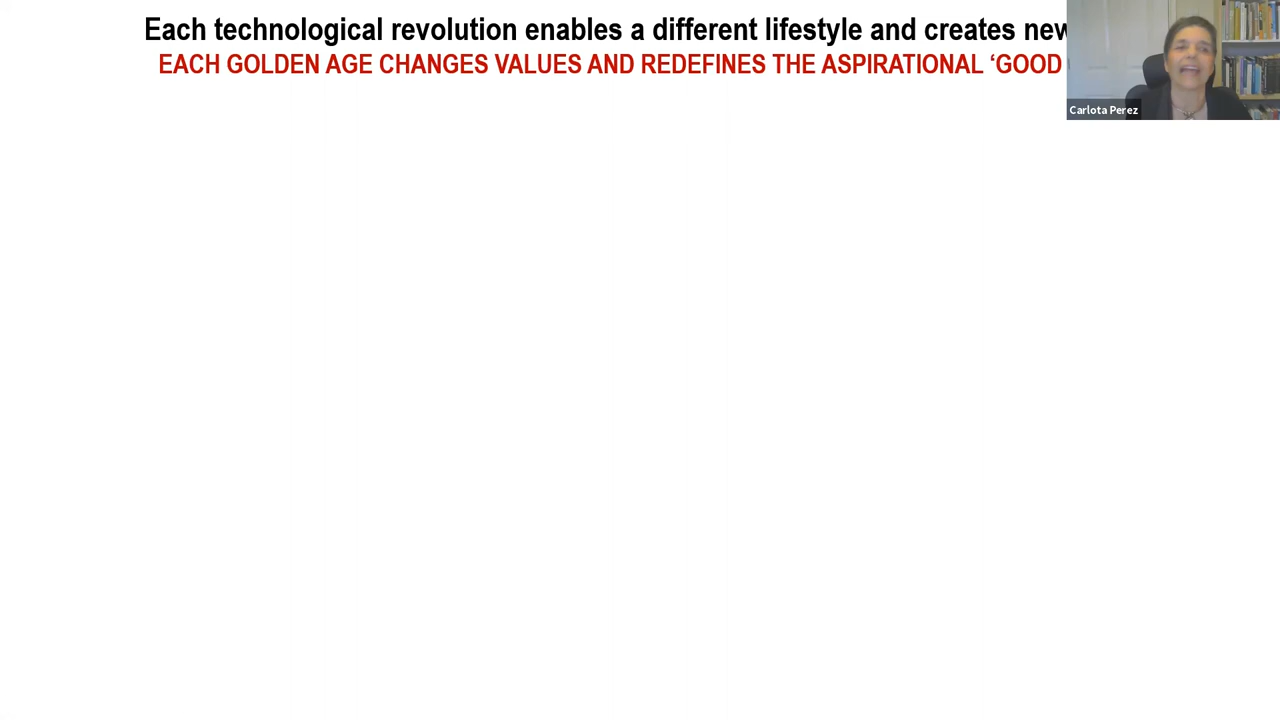 Each technological revolution enables a different lifestyle and creates new
EACH GOLDEN AGE CHANGES VALUES AND REDEFINES THE ASPIRATIONAL ‘GOOD
Carlota Perez